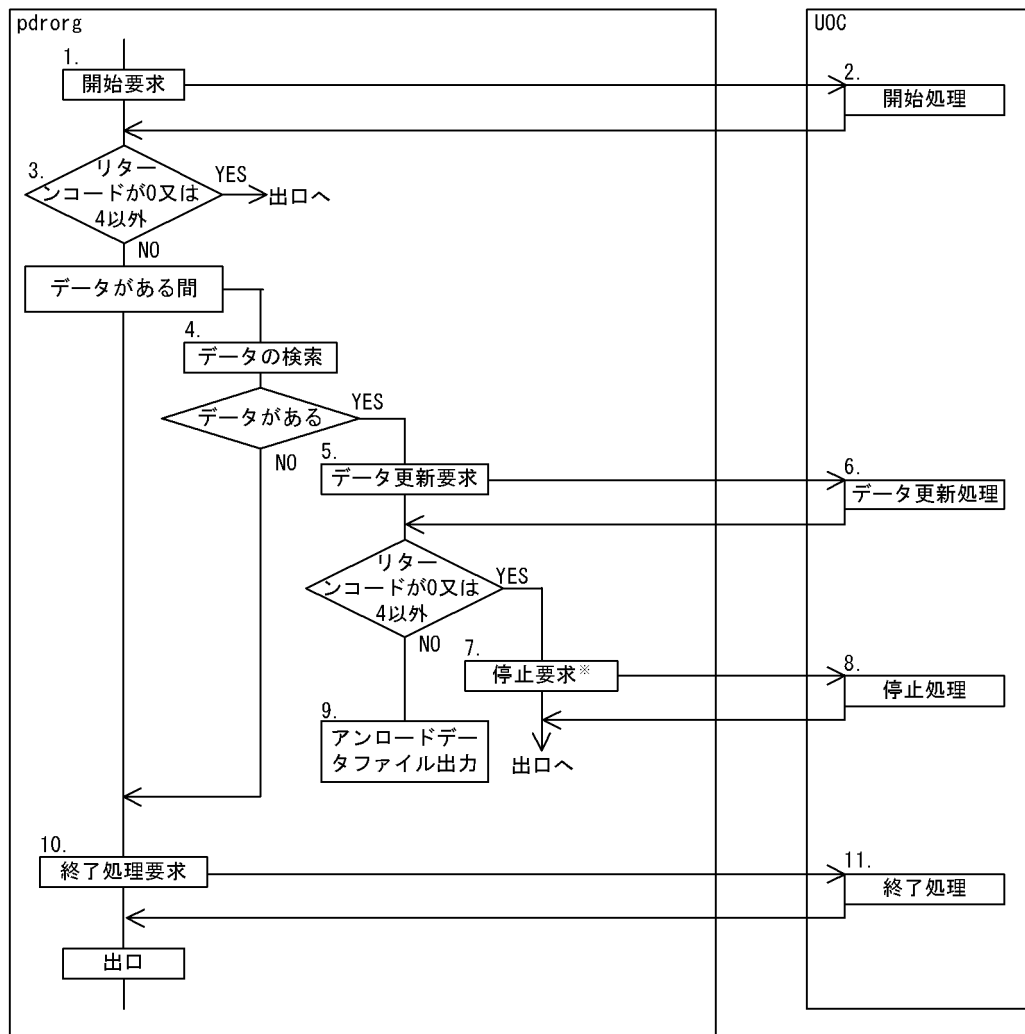 pdrorg
UOC
1.
開始要求
2.
開始処理
3.
リター
ンコードが0又は
4以外
YES
出口へ
NO
データがある間
4.
データの検索
データがある
YES
NO
5.
データ更新要求
6.
データ更新処理
リター
ンコードが0又は
4以外
YES
NO
7.
停止要求※
8.
停止処理
9.
アンロードデー
タファイル出力
出口へ
10.
終了処理要求
11.
終了処理
出口